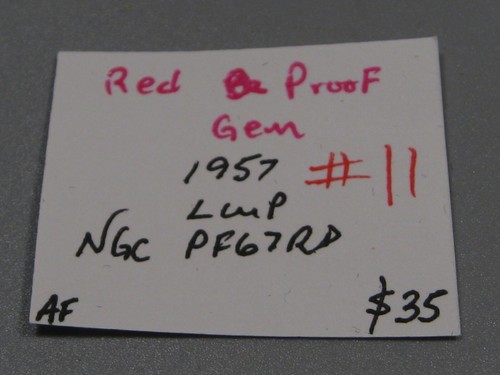 Red Proof
Gem
1957 #11
LmP
NGC PF67RD
AF $35